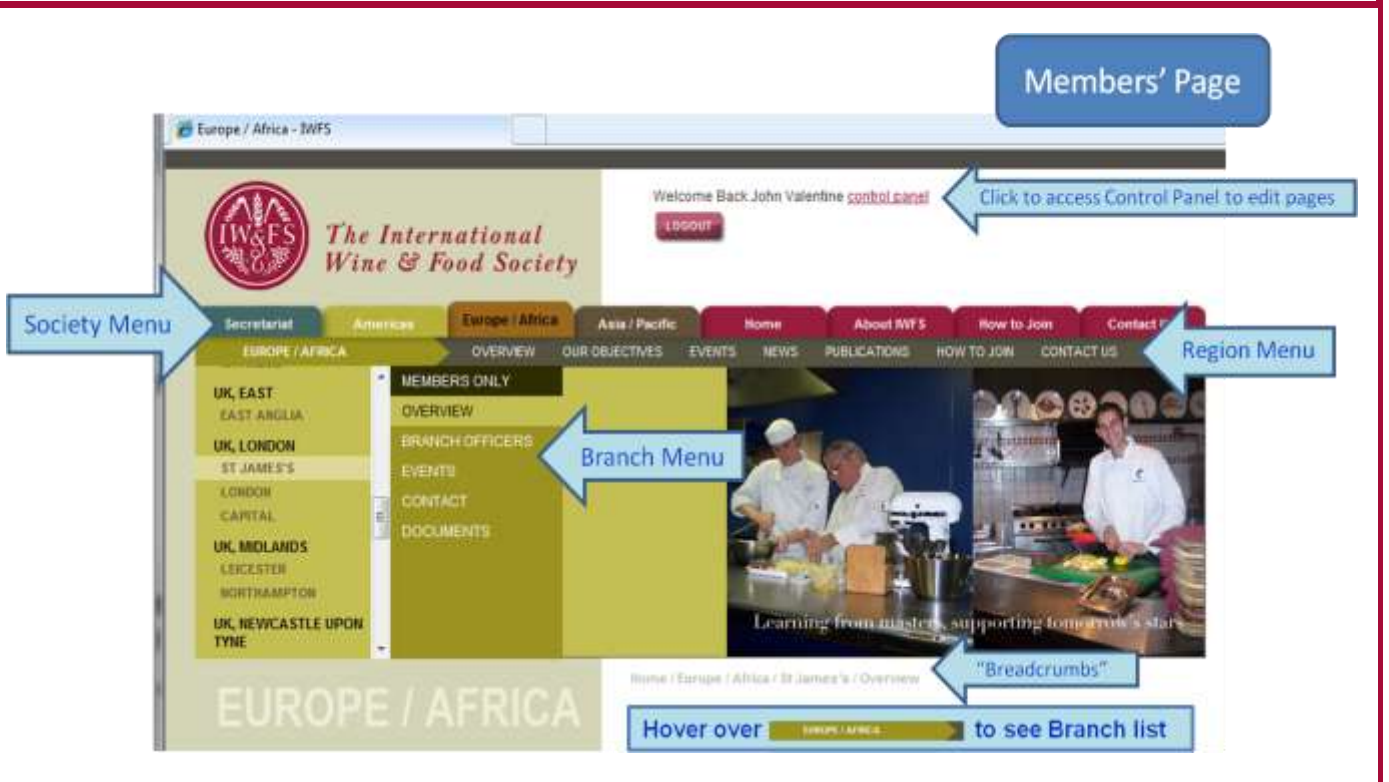 Members' Page
Europe / Africa - IWFS
Welcome Back John Valentine control panel
Click to access Control Panel to edit pages
LOGOUT
IW&FS
The International
Wine & Food Society
Society Menu
Secretariat Americas Europe / Africa Asia / Pacific Home About IWFS How to Join Contact
EUROPE / AFRICA OVERVIEW OUR OBJECTIVES EVENTS NEWS PUBLICATIONS HOW TO JOIN CONTACT US
Region Menu
UK, EAST
EAST ANGLIA
UK, LONDON
ST JAMES'S
LONDON
CAPITAL
UK, MIDLANDS
LEICESTER
NORTHAMPTON
UK, NEWCASTLE UPON
TYNE
MEMBERS ONLY
OVERVIEW
BRANCH OFFICERS
EVENTS
CONTACT
DOCUMENTS
Branch Menu
Learning from masters, supporting tomorrow's stars
Home / Europe / Africa / St James's / Overview
"Breadcrumbs"
EUROPE / AFRICA
Hover over EUROPE / AFRICA to see Branch list